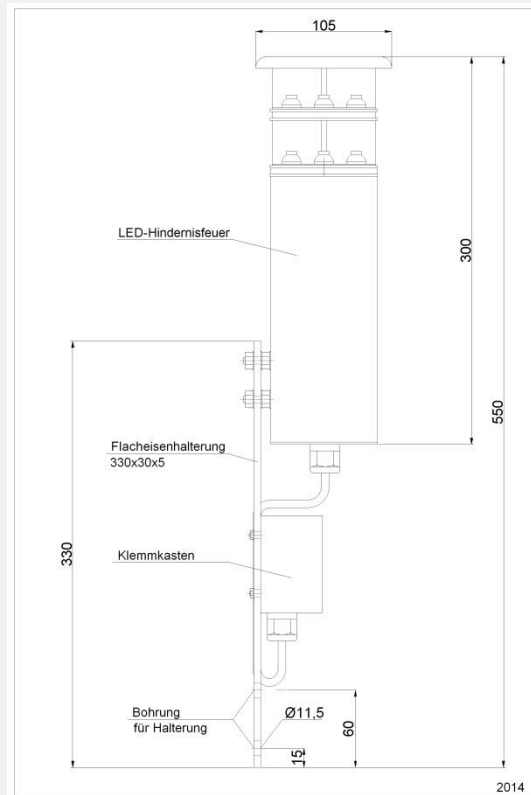 105
LED-Hindernisfeuer
300
550
Flacheisenhalterung
330x30x5
330
Klemmkasten
Bohrung
für Halterung
Ø11,5
60
15
2014